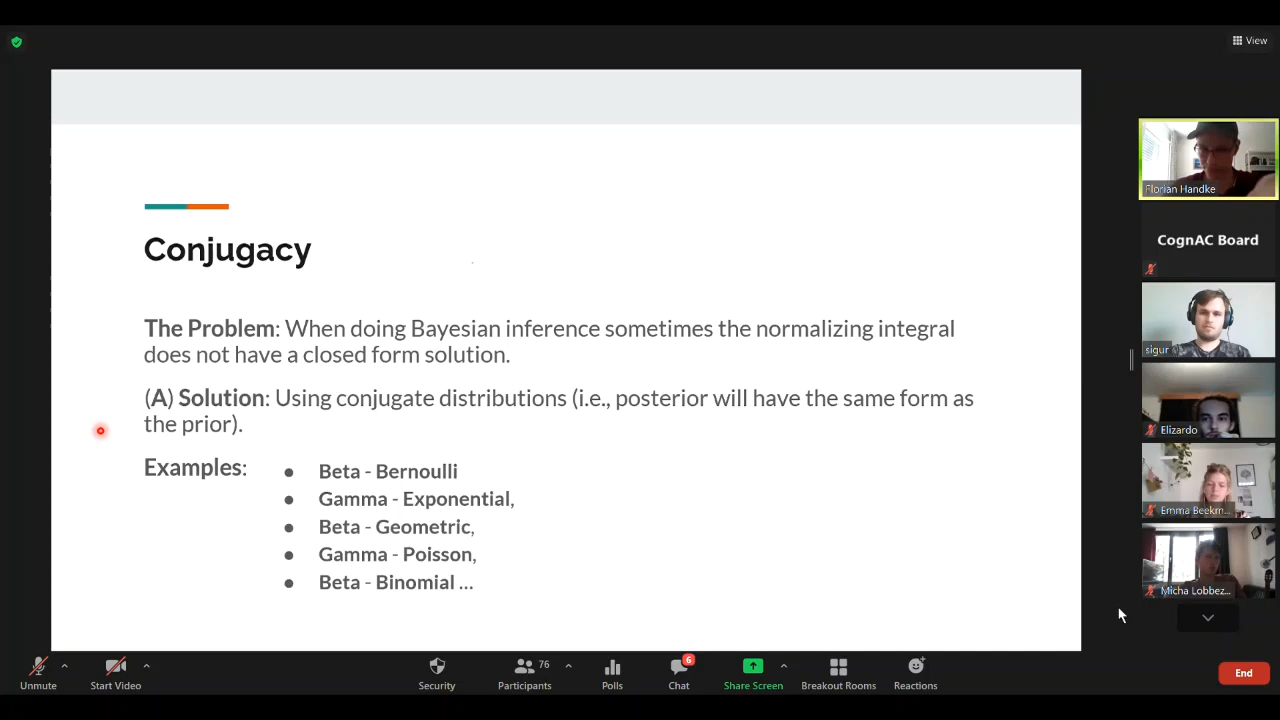 View
Conjugacy
The Problem: When doing Bayesian inference sometimes the normalizing integral
does not have a closed form solution.
(A) Solution: Using conjugate distributions (i.e., posterior will have the same form as
the prior).
Examples:
● Beta - Bernoulli
● Gamma - Exponential,
● Beta - Geometric,
● Gamma - Poisson,
● Beta - Binomial ...
Florian Handke
CognAC Board
sigur
Elizardo
Emma Beekm...
Micha Lobbez...
Unmute
Start Video
Security
Participants
76
Polls
Chat
6
Share Screen
Breakout Rooms
Reactions
End